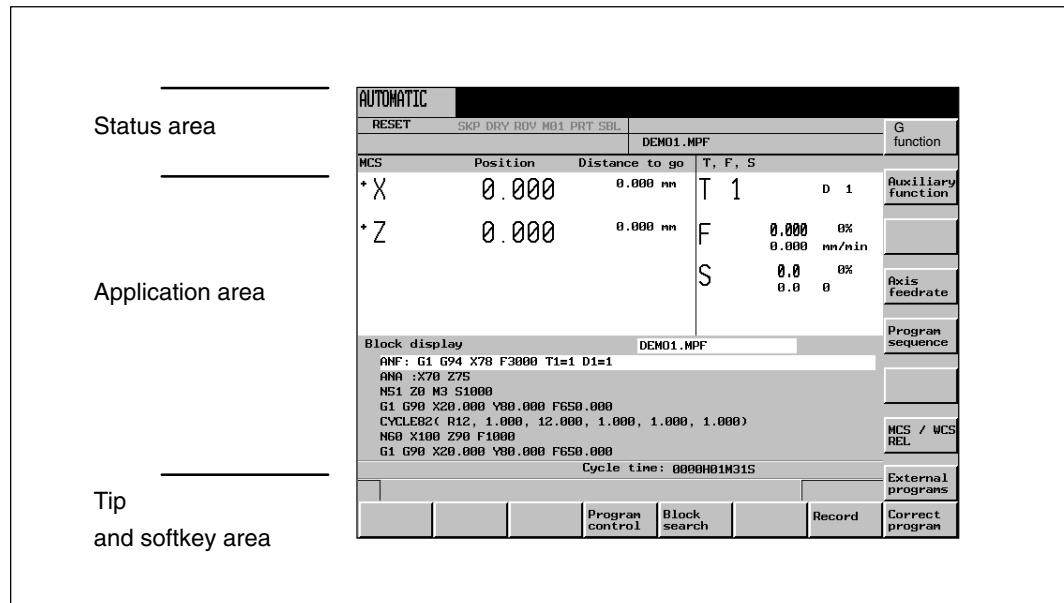 Status area
Application area
Tip
and softkey area
AUTOMATIC
RESET SKP DRY ROV M01 PRT SBL
DEMO1.MPF
MCS Position Distance to go T, F, S
+X 0.000 0.000 mm T 1 D 1
+Z 0.000 0.000 mm F 0.000 0%
0.000 mm/min
S 0.0 0%
0.0 0
Block display DEMO1.MPF
ANF: G1 G94 X78 F3000 T1=1 D1=1
ANA :X70 Z75
N51 Z0 M3 S1000
G1 G90 X20.000 Y80.000 F650.000
CYCLE82( R12, 1.000, 12.000, 1.000, 1.000, 1.000)
N60 X100 Z90 F1000
G1 G90 X20.000 Y80.000 F650.000
Cycle time: 0000H01M31S
G
function
Auxiliary
function
Axis
feedrate
Program
sequence
MCS / WCS
REL
External
programs
Program
control
Block
search
Record
Correct
program